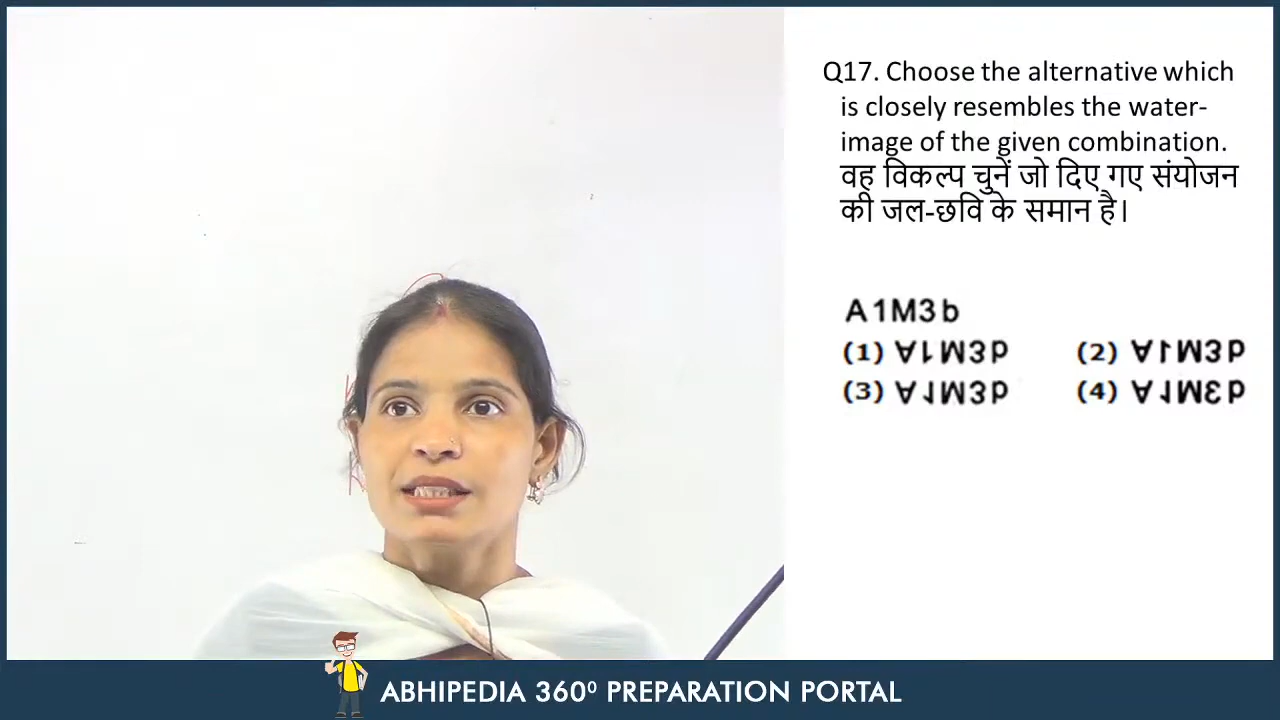 Q17. Choose the alternative which
is closely resembles the water-
image of the given combination.
वह विकल्प चुनें जो दिए गए संयोजन
की जल-छवि के समान है।
A1M3b
(1) (2)
(3) (4)
ABHIPEDIA 360⁰ PREPARATION PORTAL